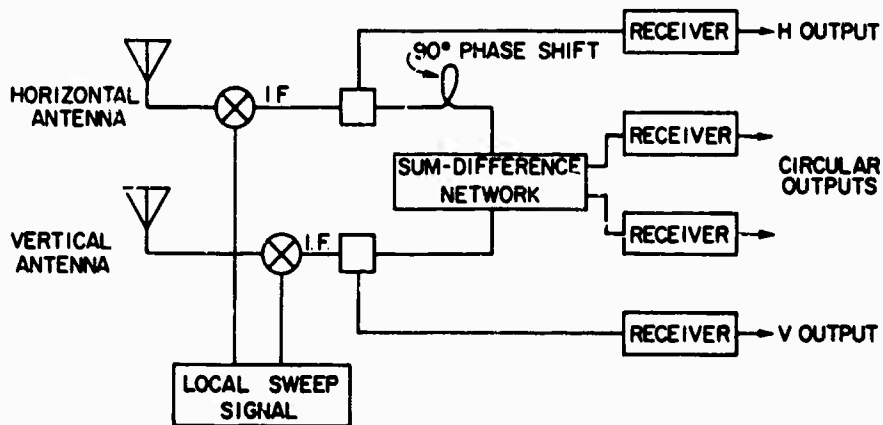 RECEIVER
H OUTPUT
90° PHASE SHIFT
HORIZONTAL
ANTENNA
I F
RECEIVER
SUM-DIFFERENCE
NETWORK
CIRCULAR
OUTPUTS
VERTICAL
ANTENNA
I.F.
RECEIVER
RECEIVER
V OUTPUT
LOCAL SWEEP
SIGNAL